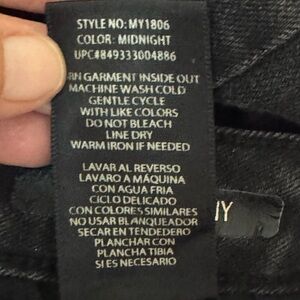 STYLE NO: MY1806
COLOR: MIDNIGHT
UPC#849333004886
RN GARMENT INSIDE OUT
MACHINE WASH COLD
GENTLE CYCLE
WITH LIKE COLORS
DO NOT BLEACH
LINE DRY
WARM IRON IF NEEDED
LAVAR AL REVERSO
LAVARO A MÁQUINA
CON AGUA FRIA
CICLO DELICADO
CON COLORES SIMILARES
NO USAR BLANQUEADOR
SECAR EN TENDEDERO
PLANCHAR CON
PLANCHA TIBIA
SI ES NECESARIO
NY